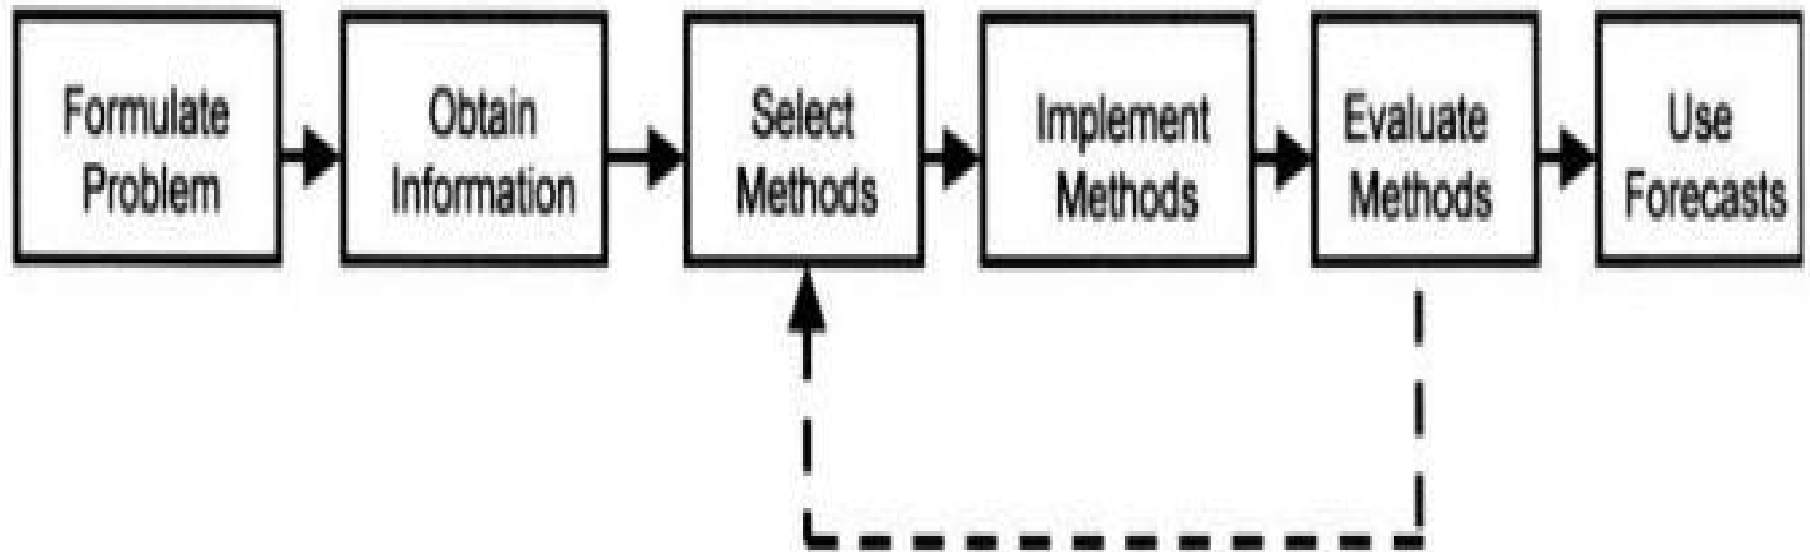 Formulate
Problem
Obtain
Information
Select
Methods
Implement
Methods
Evaluate
Methods
Use
Forecasts